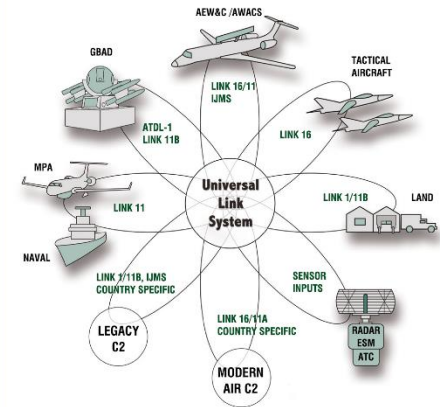 AEW&C /AWACS
GBAD
TACTICAL
AIRCRAFT
LINK 16/11
IJMS
ATDL-1
LINK 11B
LINK 16
MPA
Universal
Link
System
LINK 1/11B
LAND
LINK 11
NAVAL
LINK 1/11B, IJMS
COUNTRY SPECIFIC
SENSOR
INPUTS
LINK 16/11A
COUNTRY SPECIFIC
LEGACY
C2
RADAR
ESM
ATC
MODERN
AIR C2